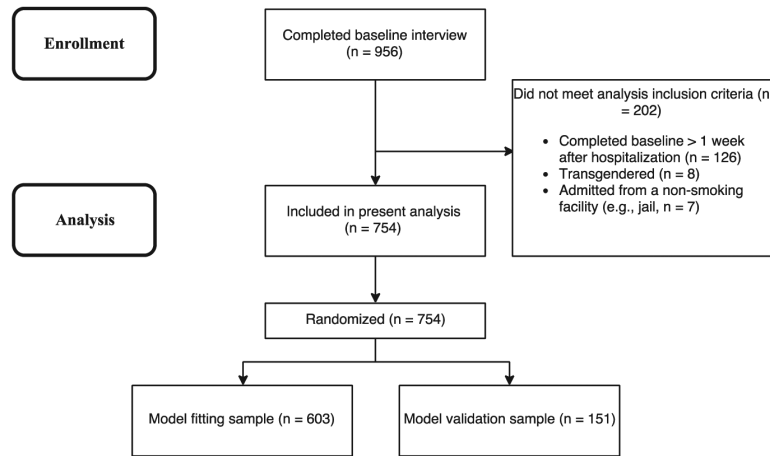 Enrollment
Completed baseline interview
(n = 956)
Did not meet analysis inclusion criteria (n
= 202)
• Completed baseline > 1 week
after hospitalization (n = 126)
• Transgendered (n = 8)
• Admitted from a non-smoking
facility (e.g., jail, n = 7)
Analysis
Included in present analysis
(n = 754)
Randomized (n = 754)
Model fitting sample (n = 603)
Model validation sample (n = 151)